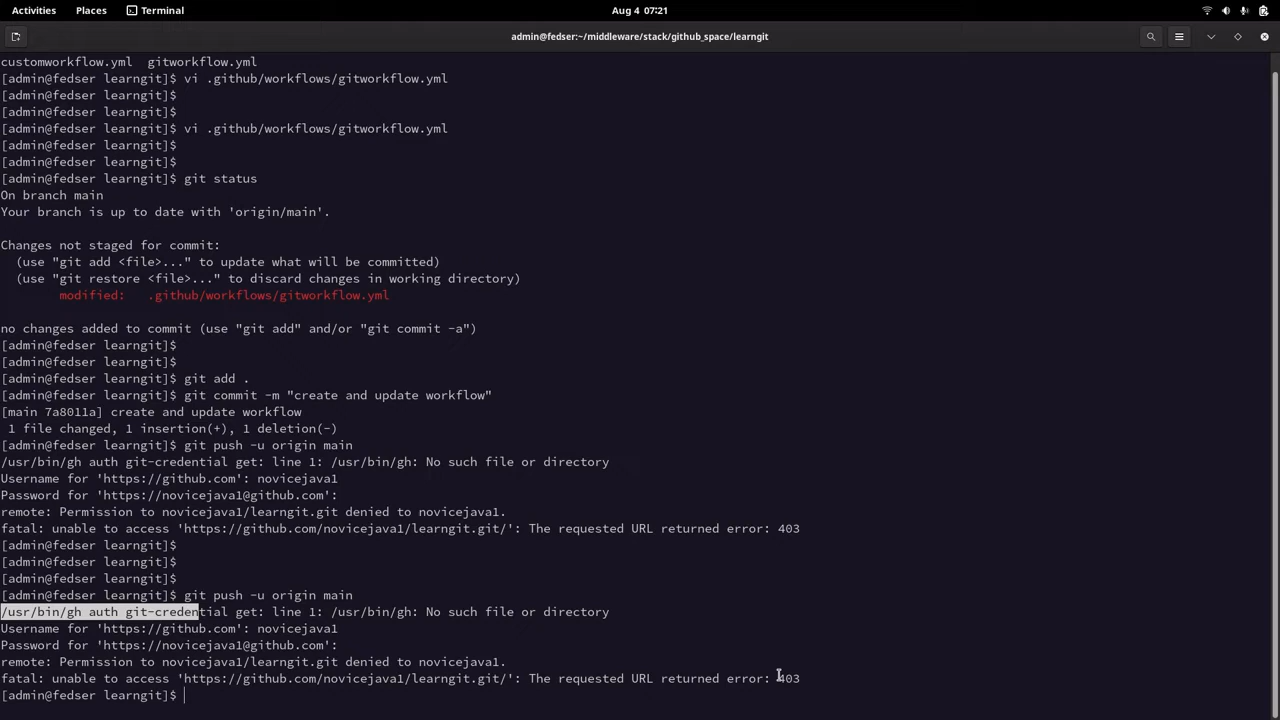 Activities Places Terminal Aug 4 07:21
admin@fedser:~/middleware/stack/github_space/learngit
customworkflow.yml  gitworkflow.yml
[admin@fedser learngit]$ vi .github/workflows/gitworkflow.yml
[admin@fedser learngit]$
[admin@fedser learngit]$
[admin@fedser learngit]$ vi .github/workflows/gitworkflow.yml
[admin@fedser learngit]$
[admin@fedser learngit]$
[admin@fedser learngit]$ git status
On branch main
Your branch is up to date with 'origin/main'.
Changes not staged for commit:
  (use "git add <file>..." to update what will be committed)
  (use "git restore <file>..." to discard changes in working directory)
        modified:   .github/workflows/gitworkflow.yml
no changes added to commit (use "git add" and/or "git commit -a")
[admin@fedser learngit]$
[admin@fedser learngit]$
[admin@fedser learngit]$ git add .
[admin@fedser learngit]$ git commit -m "create and update workflow"
[main 7a8011a] create and update workflow
 1 file changed, 1 insertion(+), 1 deletion(-)
[admin@fedser learngit]$ git push -u origin main
/usr/bin/gh auth git-credential get: line 1: /usr/bin/gh: No such file or directory
Username for 'https://github.com': novicejava1
Password for 'https://novicejava1@github.com':
remote: Permission to novicejava1/learngit.git denied to novicejava1.
fatal: unable to access 'https://github.com/novicejava1/learngit.git/': The requested URL returned error: 403
[admin@fedser learngit]$
[admin@fedser learngit]$
[admin@fedser learngit]$
[admin@fedser learngit]$ git push -u origin main
/usr/bin/gh auth git-credential get: line 1: /usr/bin/gh: No such file or directory
Username for 'https://github.com': novicejava1
Password for 'https://novicejava1@github.com':
remote: Permission to novicejava1/learngit.git denied to novicejava1.
fatal: unable to access 'https://github.com/novicejava1/learngit.git/': The requested URL returned error: 403
[admin@fedser learngit]$